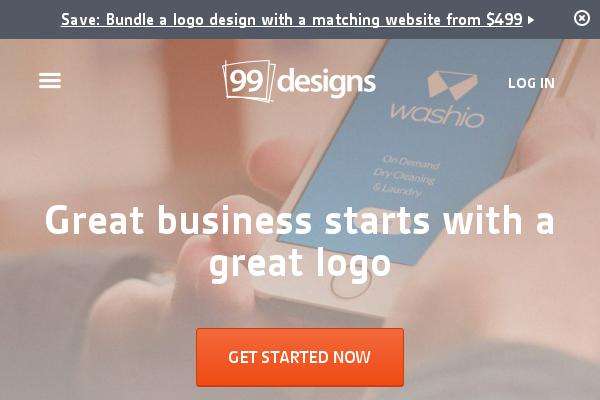 Save: Bundle a logo design with a matching website from $499
99designs
LOG IN
washio
On Demand
Dry Cleaning
& Laundry
Great business starts with a
great logo
GET STARTED NOW